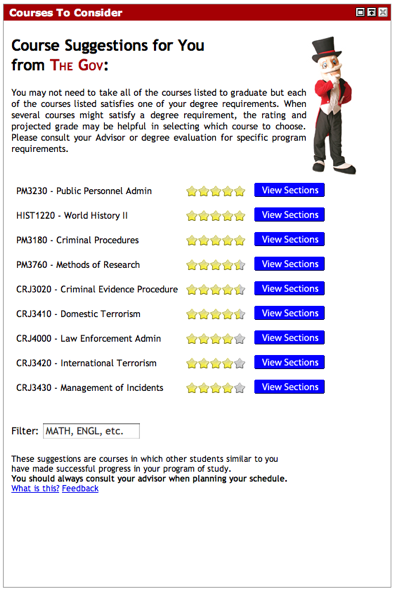 Courses To Consider
Course Suggestions for You
from The Gov:
You may not need to take all of the courses listed to graduate but each
of the courses listed satisfies one of your degree requirements. When
several courses might satisfy a degree requirement, the rating and
projected grade may be helpful in selecting which course to choose.
Please consult your Advisor or degree evaluation for specific program
requirements.
PM3230 - Public Personnel Admin View Sections
HIST1220 - World History II View Sections
PM3180 - Criminal Procedures View Sections
PM3760 - Methods of Research View Sections
CRJ3020 - Criminal Evidence Procedure View Sections
CRJ3410 - Domestic Terrorism View Sections
CRJ4000 - Law Enforcement Admin View Sections
CRJ3420 - International Terrorism View Sections
CRJ3430 - Management of Incidents View Sections
Filter: MATH, ENGL, etc.
These suggestions are courses in which other students similar to you
have made successful progress in your program of study.
You should always consult your advisor when planning your schedule.
What is this? Feedback